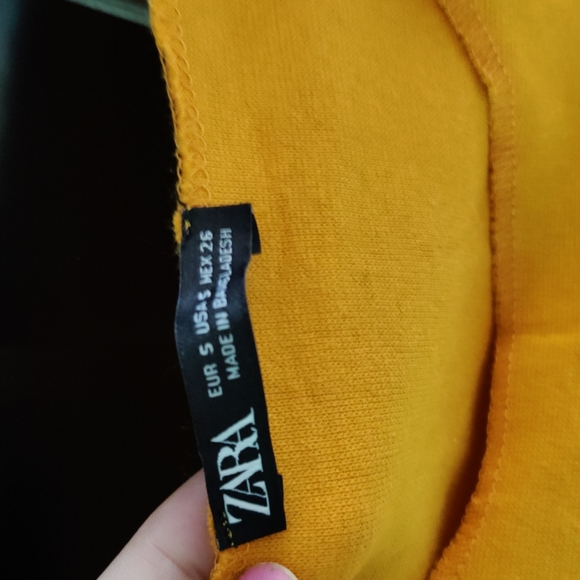 ZARA
EUR S USA S MEX 26
MADE IN BANGLADESH